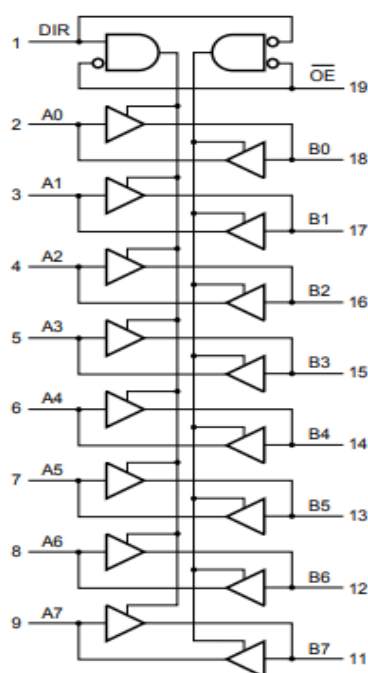 1 DIR
OE 19
2 A0
B0 18
3 A1
B1 17
4 A2
B2 16
5 A3
B3 15
6 A4
B4 14
7 A5
B5 13
8 A6
B6 12
9 A7
B7 11